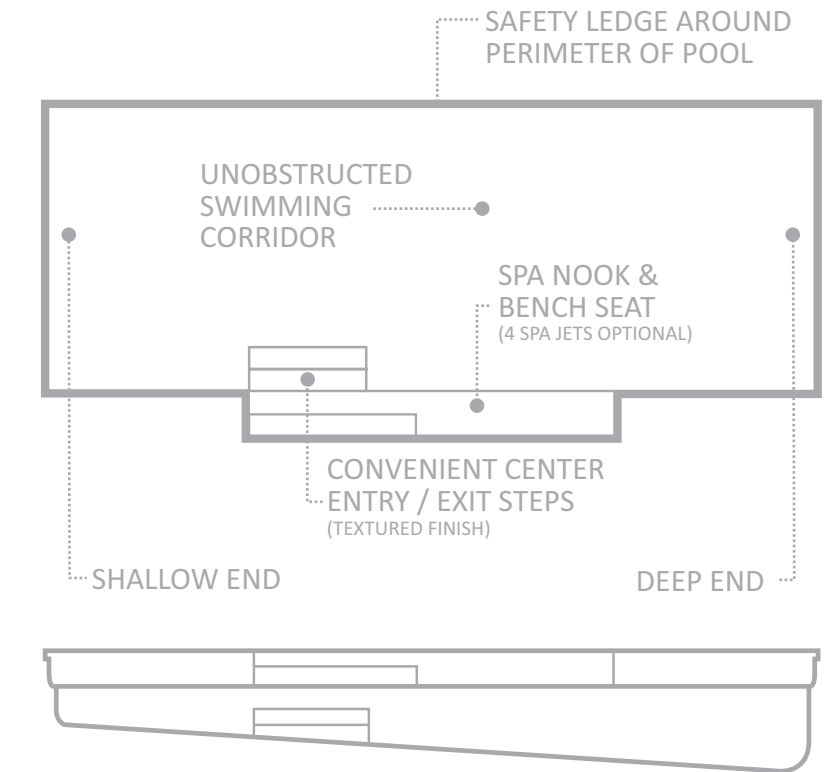 SAFETY LEDGE AROUND
PERIMETER OF POOL
UNOBSTRUCTED
SWIMMING
CORRIDOR
SPA NOOK &
BENCH SEAT
(4 SPA JETS OPTIONAL)
CONVENIENT CENTER
ENTRY / EXIT STEPS
(TEXTURED FINISH)
SHALLOW END
DEEP END